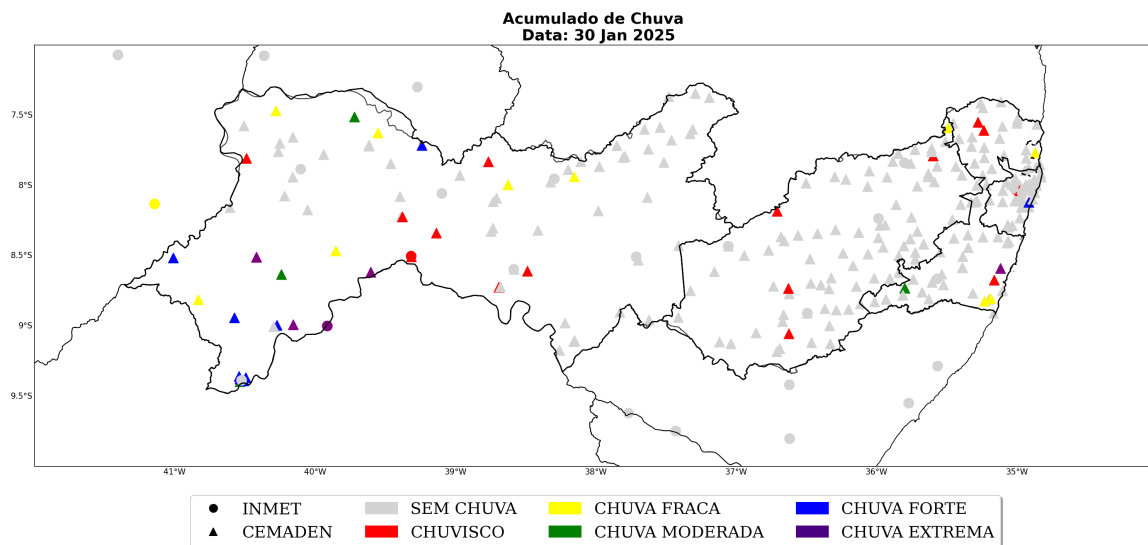 Acumulado de Chuva
Data: 30 Jan 2025
7.5°S
8°S
8.5°S
9°S
9.5°S
41°W 40°W 39°W 38°W 37°W 36°W 35°W
INMET SEM CHUVA CHUVA FRACA CHUVA FORTE
CEMADEN CHUVISCO CHUVA MODERADA CHUVA EXTREMA